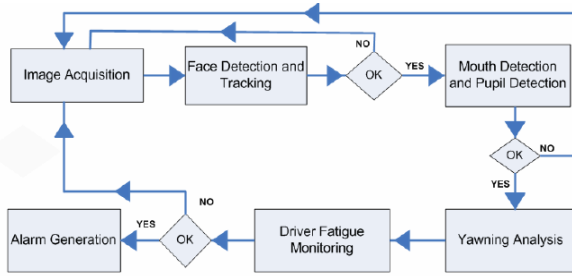 NO
Image Acquisition
Face Detection and
Tracking
OK
YES
Mouth Detection
and Pupil Detection
OK
NO
YES
NO
Alarm Generation
YES
OK
Driver Fatigue
Monitoring
Yawning Analysis